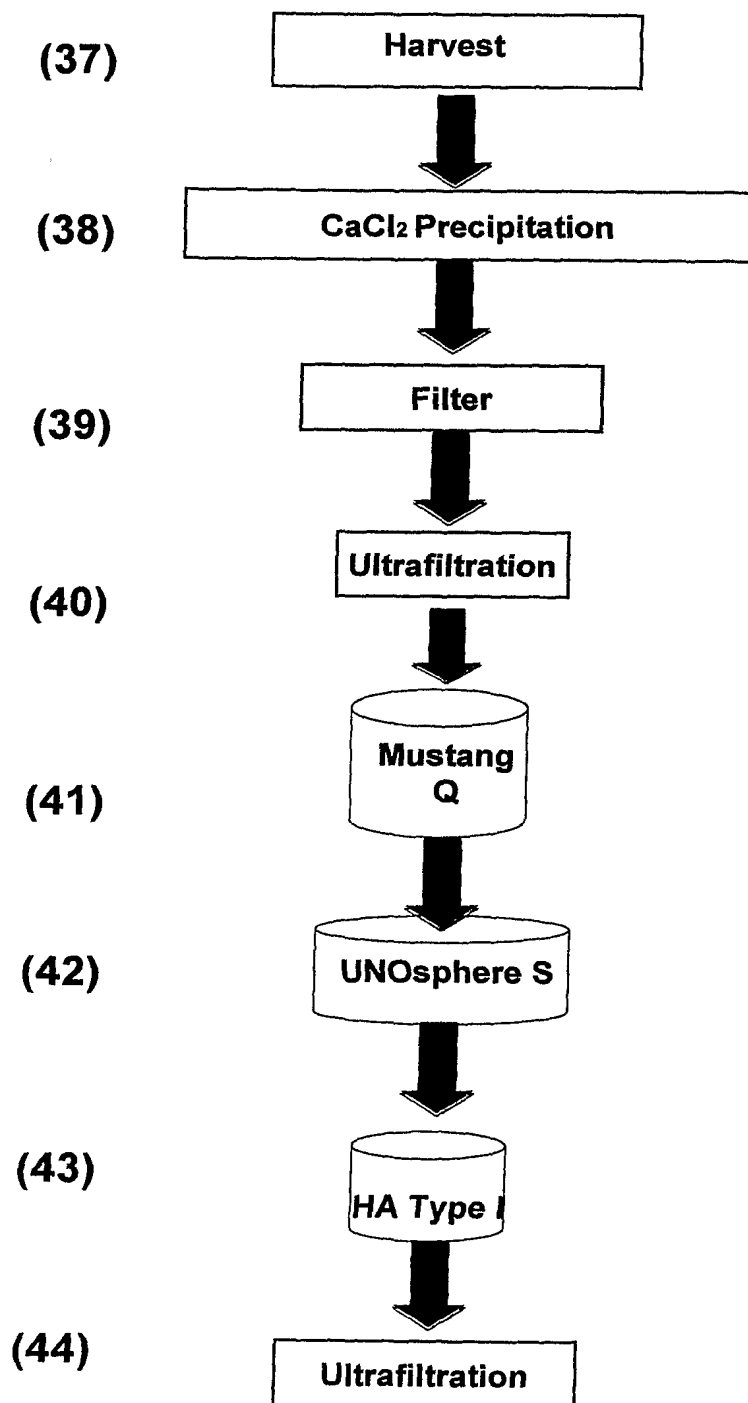 (37) Harvest
(38) CaCl₂ Precipitation
(39) Filter
(40) Ultrafiltration
(41) Mustang
Q
(42) UNOsphere S
(43) HA Type I
(44) Ultrafiltration